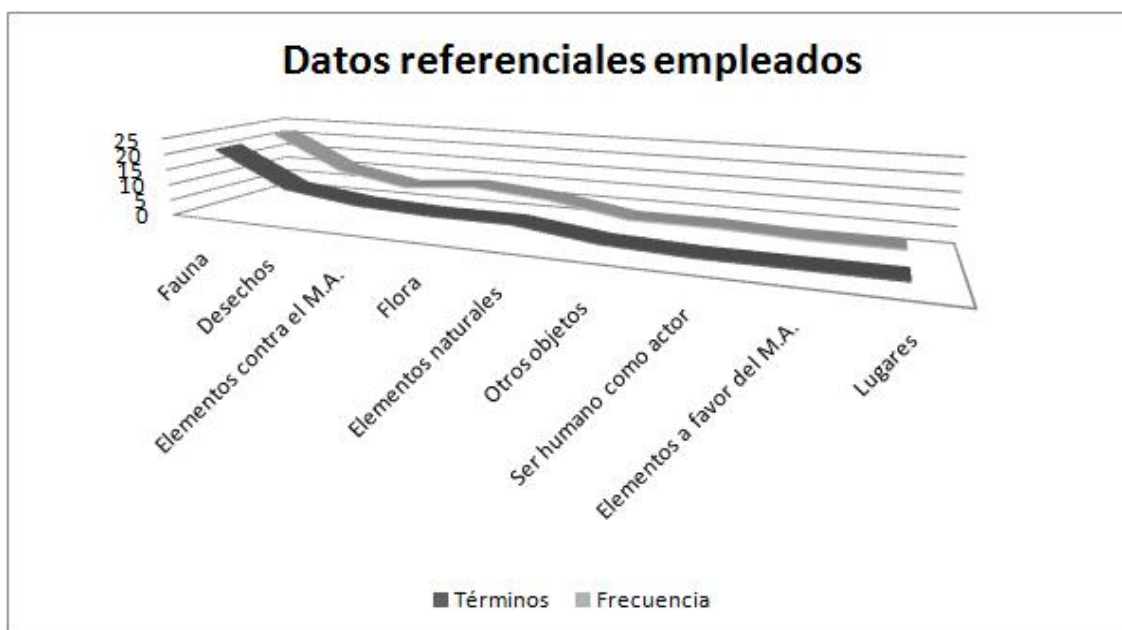 Datos referenciales empleados
25
20
15
10
5
0
Fauna
Desechos
Elementos contra el M.A.
Flora
Elementos naturales
Otros objetos
Ser humano como actor
Elementos a favor del M.A.
Lugares
Términos Frecuencia